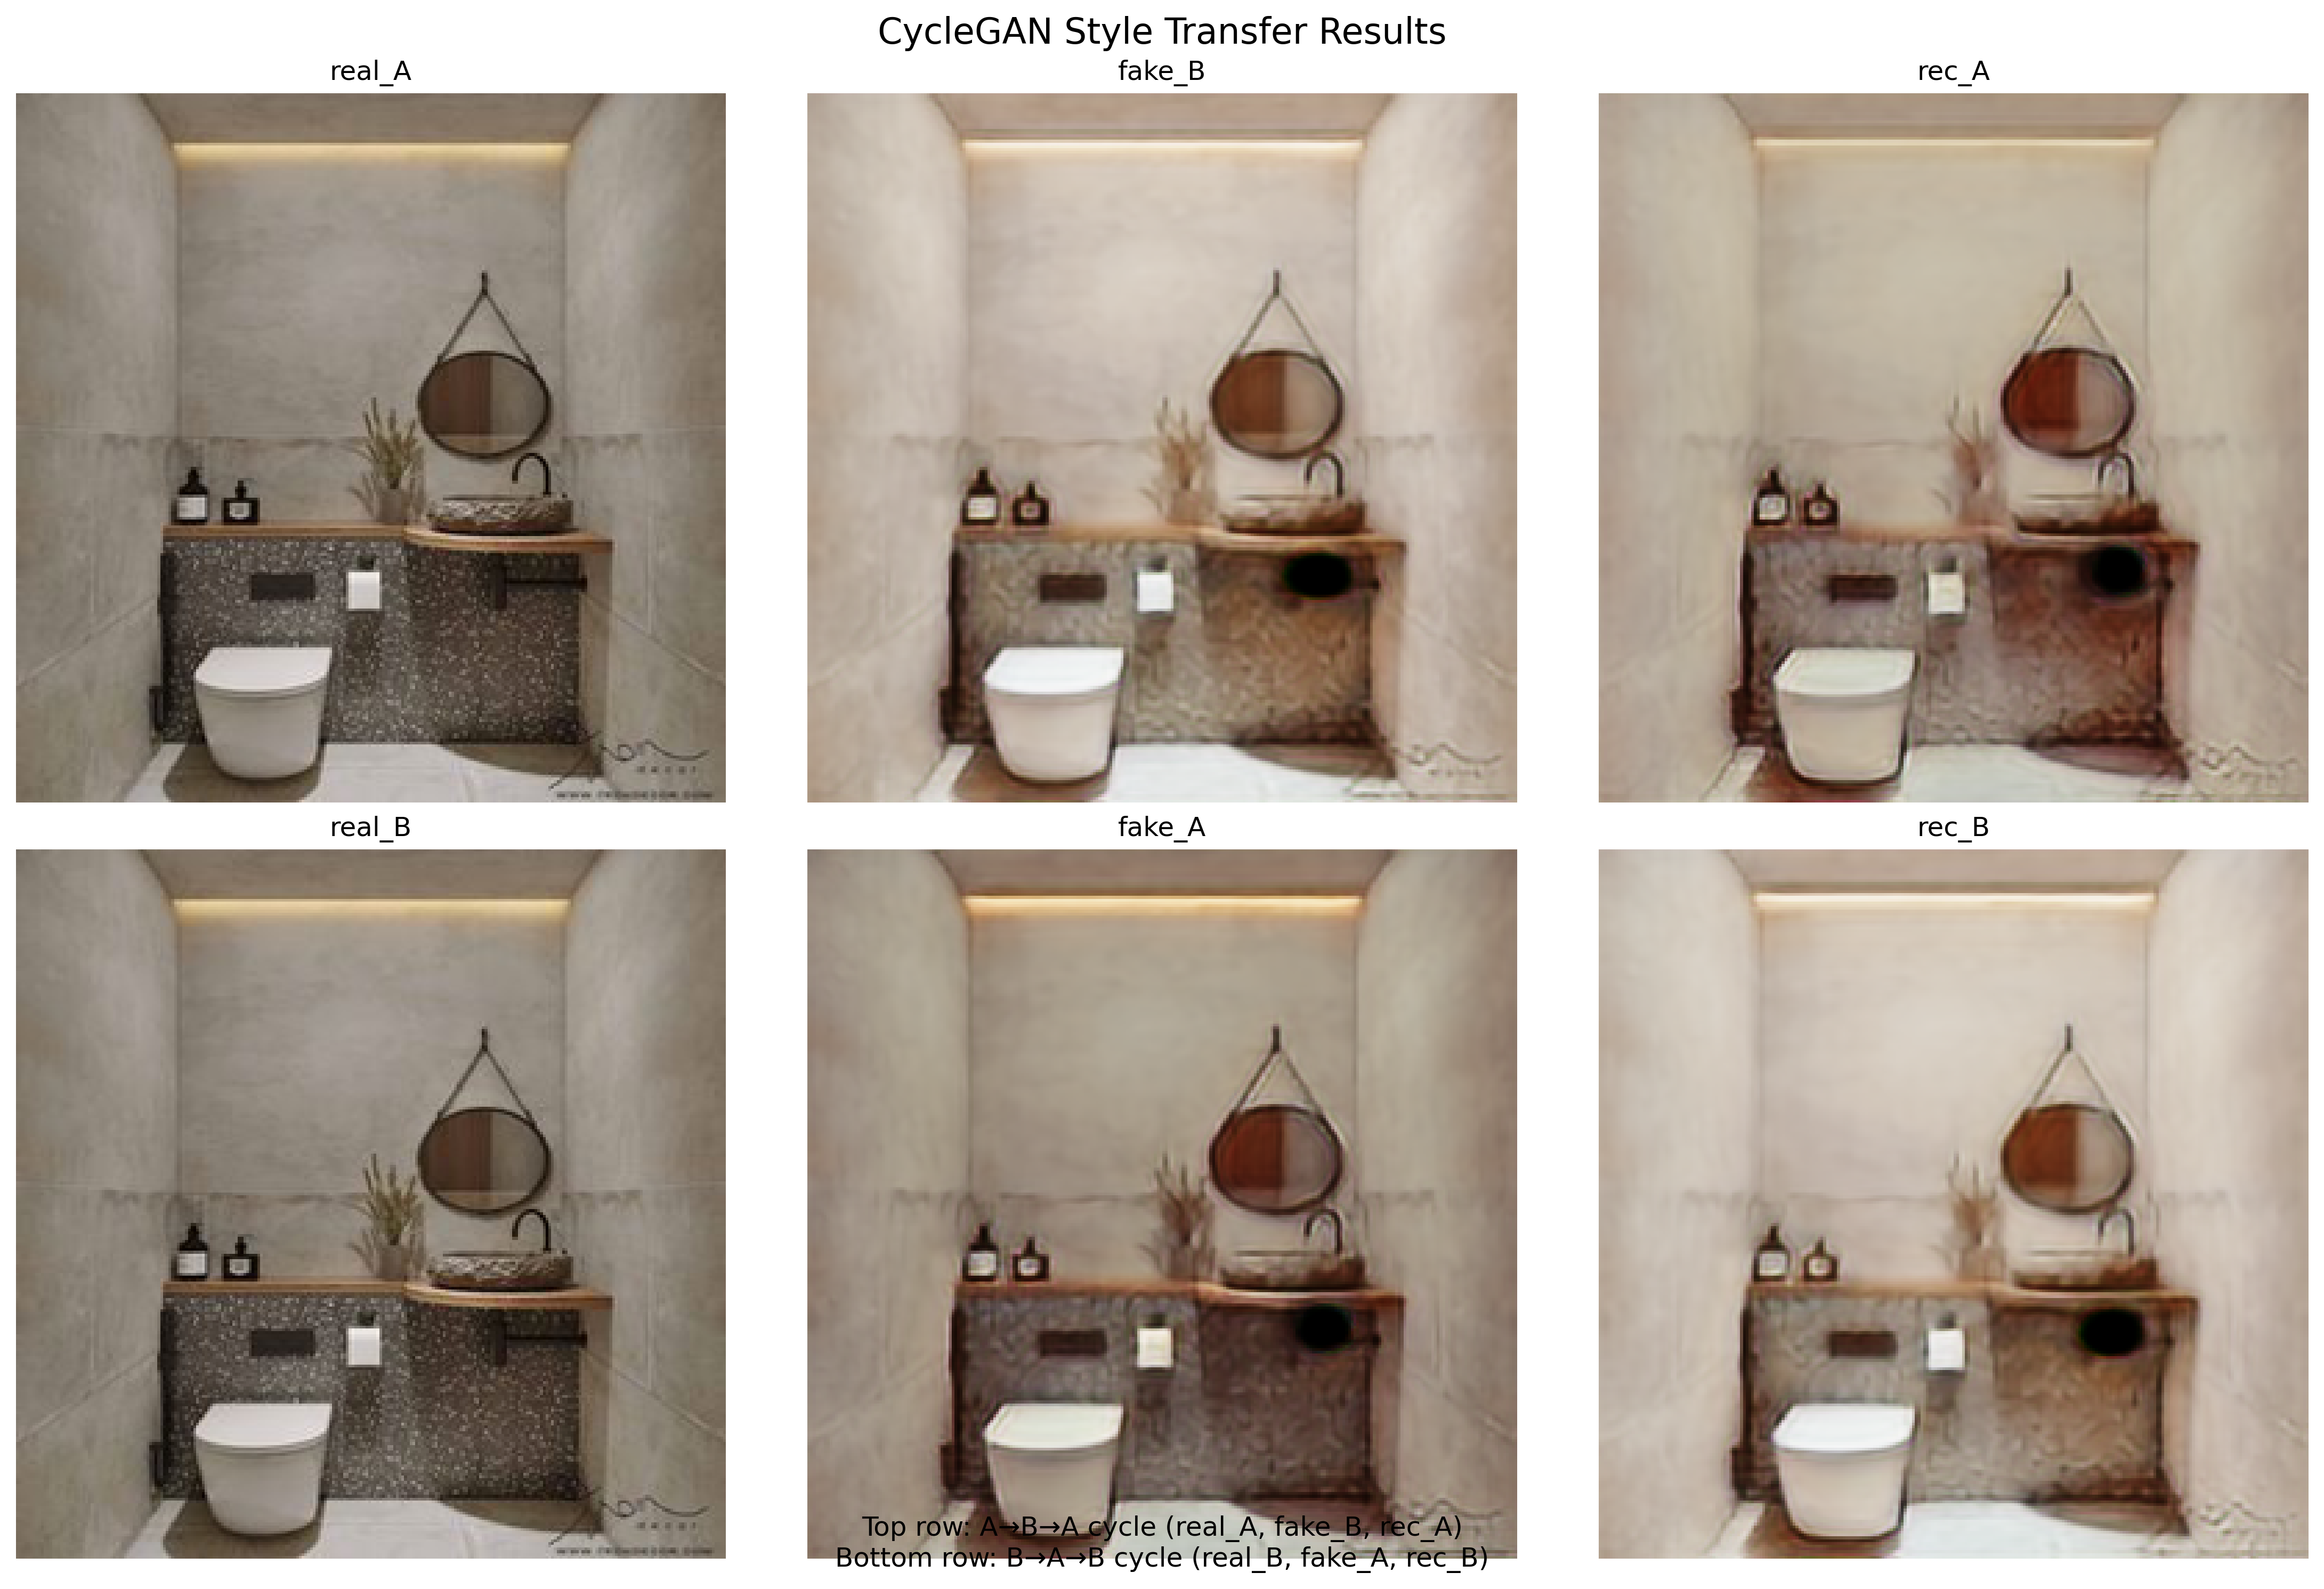 CycleGAN Style Transfer Results
real_A
fake_B
rec_A
real_B
fake_A
rec_B
Top row: A→B→A cycle (real_A, fake_B, rec_A)
Bottom row: B→A→B cycle (real_B, fake_A, rec_B)